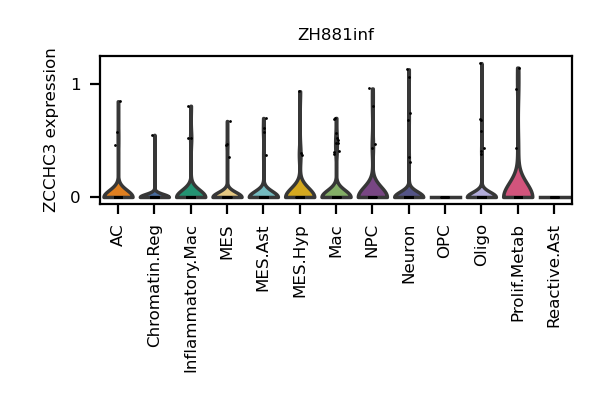 ZH881inf
ZCCHC3 expression
1
0
AC
Chromatin.Reg
Inflammatory.Mac
MES
MES.Ast
MES.Hyp
Mac
NPC
Neuron
OPC
Oligo
Prolif.Metab
Reactive.Ast